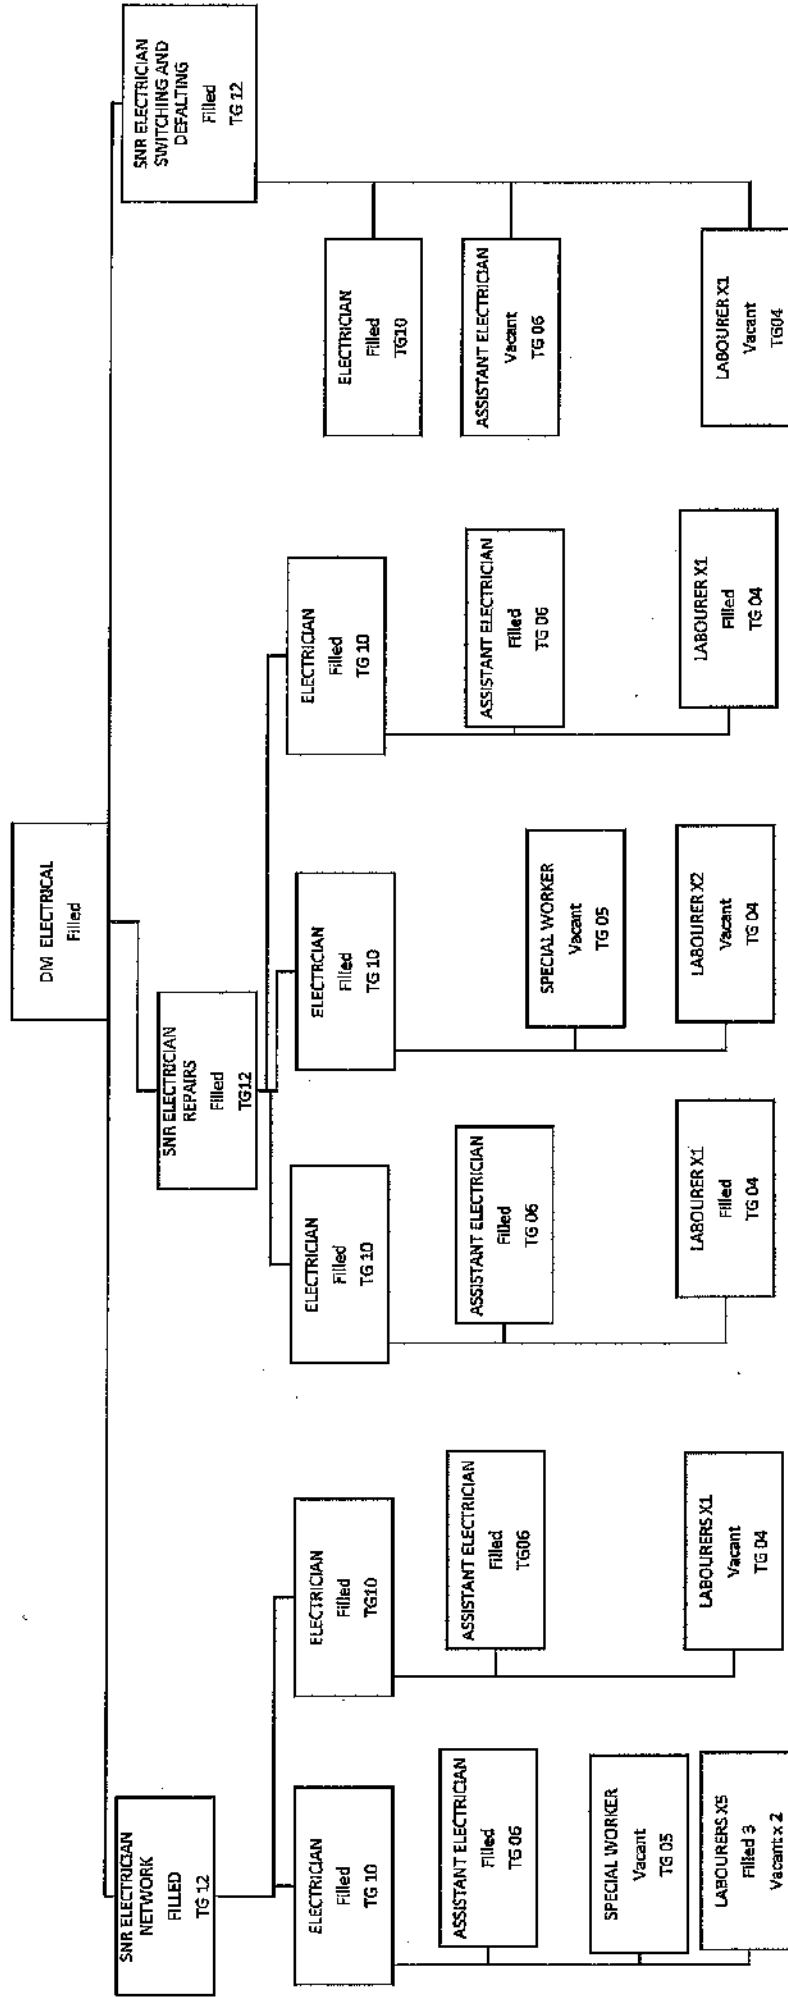 DM ELECTRICAL
Filled
SNR ELECTRICIAN
NETWORK
FILLED
TG 12
SNR ELECTRICIAN
REPAIRS
Filled
TG12
SNR ELECTRICIAN
SWITCHING AND
DEFALTING
Filled
TG 12
ELECTRICIAN
Filled
TG 10
ELECTRICIAN
Filled
TG10
ELECTRICIAN
Filled
TG 10
ELECTRCIAN
Filled
TG 10
ELECTRICIAN
Filled
TG 10
ELECTRICIAN
Filled
TG10
ASSISTANT ELECTRICIAN
Filled
TG 06
ASSISTANT ELECTRICIAN
Filled
TG06
ASSISTANT ELECTRICIAN
Filled
TG 06
SPECIAL WORKER
Vacant
TG 05
ASSISTANT ELECTRICIAN
Filled
TG 06
ASSISTANT ELECTRICIAN
Vacant
TG 06
SPECIAL WORKER
Vacant
TG 05
LABOURERS X5
Filled 3
Vacant x 2
LABOURERS X1
Vacant
TG 04
LABOURER X1
Filled
TG 04
LABOURER X2
Vacant
TG 04
LABOURER X1
Filled
TG 04
LABOURER X1
Vacant
TG04